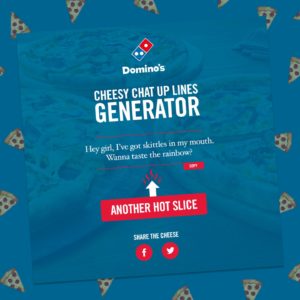 Domino's
CHEESY CHAT UP LINES
GENERATOR
Hey girl, I've got skittles in my mouth.
Wanna taste the rainbow?
COPY
ANOTHER HOT SLICE
SHARE THE CHEESE